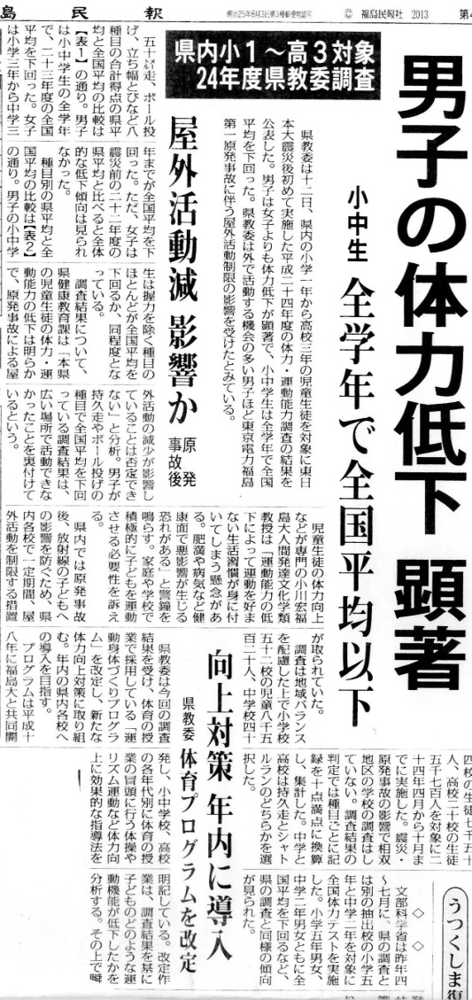 島民報
明治25年8月3日第3種郵便物認可
© 福島民報社 2013
第4
男子の体力低下 顕著
小中生 全学年で全国平均以下
県内小1〜高3対象
24年度県教委調査
県教委は十二日、県内の小学一年から高校三年の児童生徒を対象に東日
本大震災後初めて実施した平成二十四年度の体力・運動能力調査の結果を
公表した。男子は女子よりも体力低下が顕著で、小中学生は全学年で全国
平均を下回った。県教委は外で活動する機会の多い男子ほど東京電力福島
第一原発事故に伴う屋外活動制限の影響を受けたとみている。
屋外活動減 影響か
原発
事故後
五十㍍走、ボール投
げ、立ち幅とびなど八
種目の合計得点の県平
均と全国平均の比較は
【表1】の通り。男子
は小中学生の全学年
で、二十三年度の全国
平均を下回った。女子
は小学三年から中学三
年までが全国平均を下
回った。ただ、女子は
震災前の二十二年度の
県平均と比べると全体
的な低下傾向は見られ
なかった。
種目別の県平均と全
国平均の比較は【表2】
の通り。男子の小中学
生は握力を除く種目の
ほとんどが全国平均を
下回るか、同程度とな
っている。
調査結果について、
県健康教育課は「本県
の児童生徒の体力・運
動能力の低下は明らか
で、原発事故による屋
外活動の減少が影響し
ていることは否定でき
ない」と分析。男子が
持久走やボール投げの
種目で全国平均を下回
っている調査結果は、
広い場所で活動できな
かったことを裏付けて
いるという。
児童生徒の体力向上
などが専門の小川宏福
島大人間発達文化学類
教授は「運動能力の低
下によって運動を好ま
ない生活習慣が身に付
いてしまう懸念があ
る。肥満や病気など健
康面で悪影響が生じる
恐れがある」と警鐘を
鳴らす。家庭や学校で
積極的に子どもを運動
させる必要性を訴え
る。
県内では原発事故
後、放射線の子どもへ
の影響を防ぐため、県
内各校で一定期間、屋
外活動を制限する措置
が取られていた。
調査は地域バランス
を配慮した上で小学校
五十二校の児童八千五
百二十人、中学校四十
四校の生徒七千五十
人、高校二十校の生徒
五千七百人を対象に二
十四年四月から十月ま
でに実施した。震災・
原発事故の影響で相双
地区の学校の調査はし
ていない。調査結果の
判定では種目ごとに記
録を十点満点に換算
し、集計した。中学と
高校は持久走とシャト
ルランのどちらかを選
択した。
◇ ◇
文部科学省は昨年四
〜七月に、県の調査と
は別の抽出校の小学五
年と中学二年を対象に
全国体力テストを実施
した。小学五年男女、
中学二年男女ともに全
国平均を下回るなど、
県の調査と同様の傾向
が見られた。
向上対策 年内に導入
県教委 体育プログラムを改定
県教委は今回の調査
結果を受け、体育の授
業で採用している「運
動身体づくりプログラ
ム」を改定し、新たな
体力向上対策に取り組
む。年内の県内各校へ
の導入を目指す。
プログラムは平成十
八年に福島大と共同開
発し、小中学校、高校
の各年代別に体育の授
業の冒頭に行う体操や
リズム運動など体力向
上に効果的な指導法を
明記している。改定作
業は、調査結果を基に
子どものどのような運
動機能が低下したかを
分析する。その上で瞬
うつくしま復